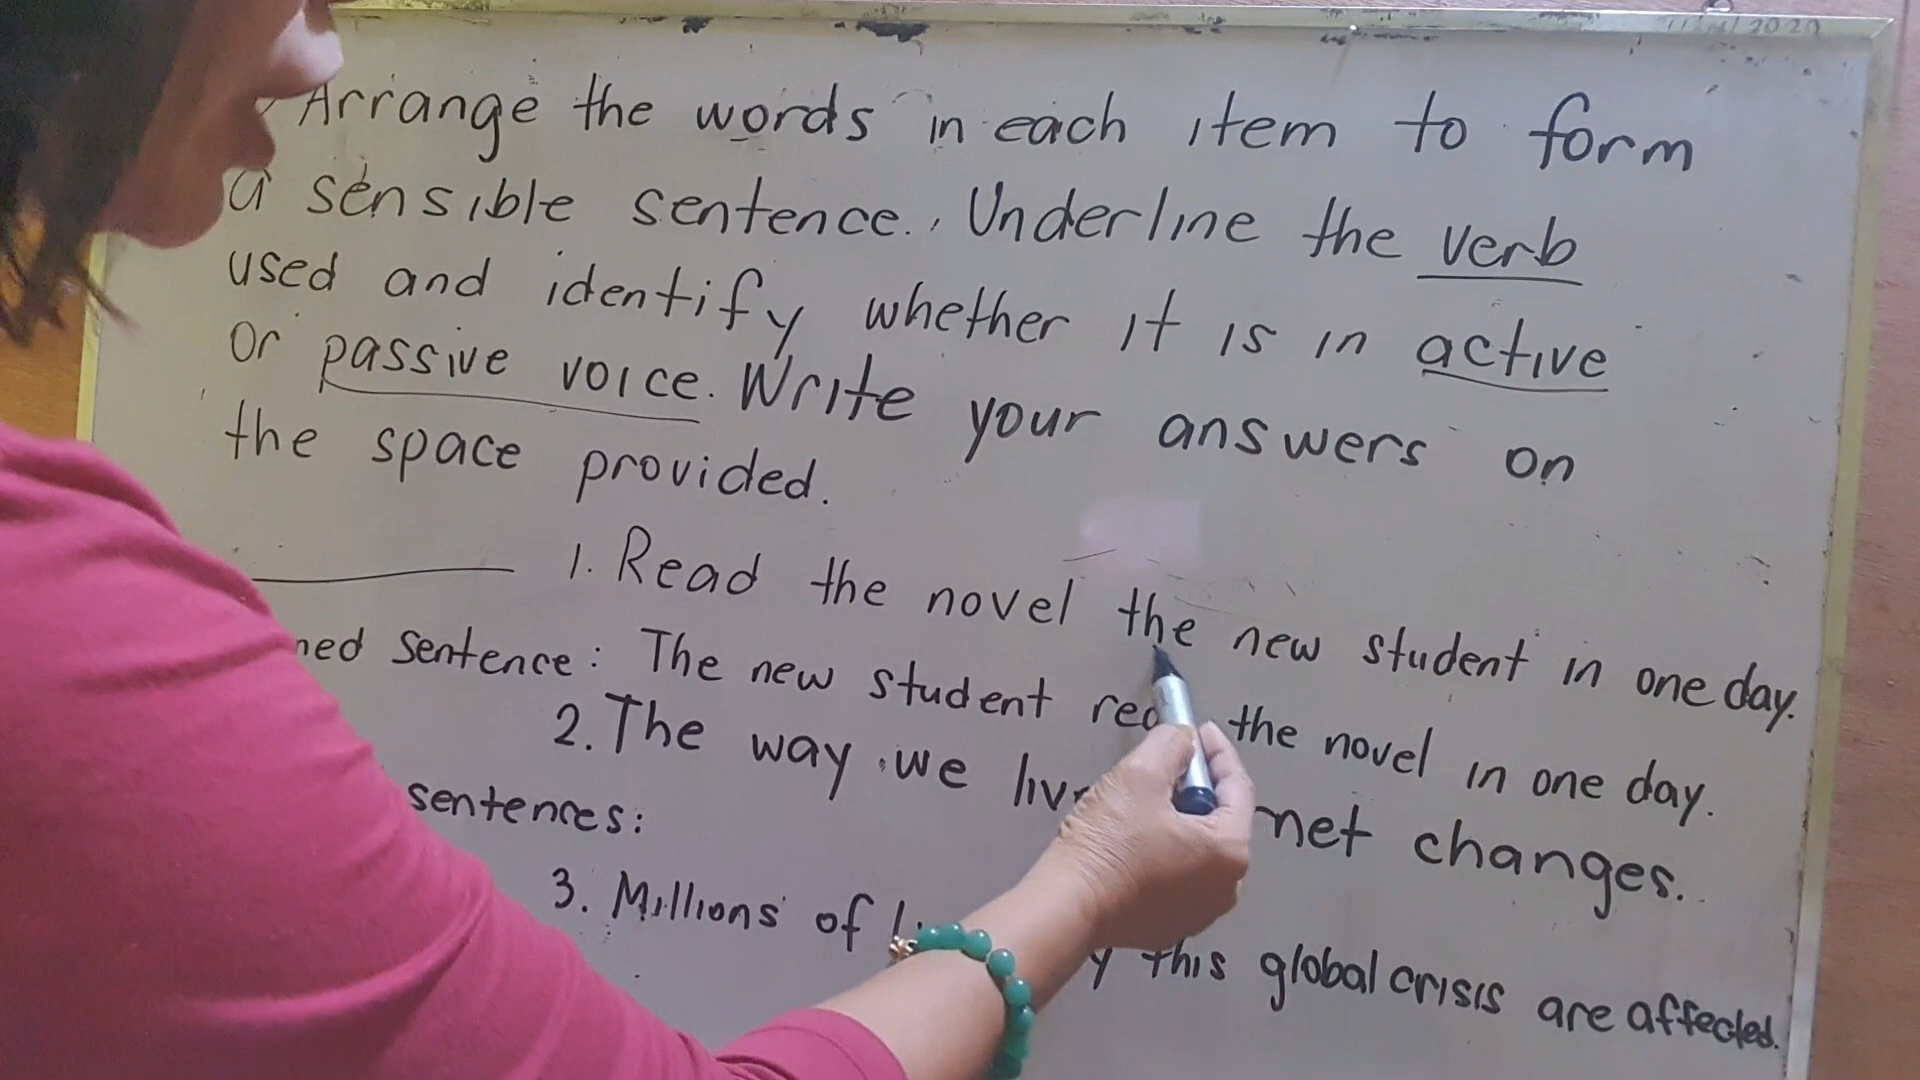 Arrange the words in each item to form
a sensible sentence. Underline the verb
used and identify whether it is in active
or passive voice. Write your answers on
the space provided.
1. Read the novel the new student in one day.
sentence: The new student the novel in one day.
2. The way we changes.
sentences:
3. Millions of this global crisis are affected.